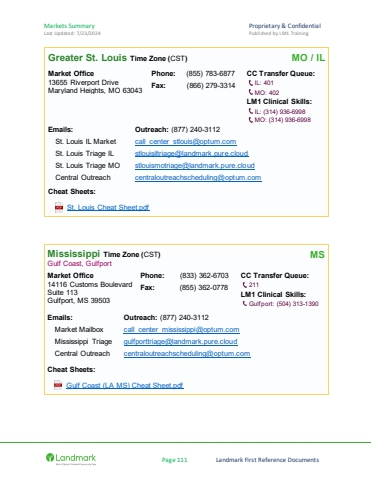 Markets Summary
Proprietary & Confidential
Last Updated: 7/23/2024
Published by LMS Training
Greater St. Louis Time Zone (CST)
MO / IL
Market Office
Phone: (855) 783-6877
CC Transfer Queue:
13655 Riverport Drive
Fax: (866) 279-3314
IL: 401
Maryland Heights, MO 63043
MO: 402
LM1 Clinical Skills:
IL: (314) 936-6998
MO: (314) 936-6998
Emails:
Outreach: (877) 240-3112
St. Louis IL Market
call_center_stlouis@optum.com
St. Louis Triage IL
stlouisiltriage@landmark.pure.cloud
St. Louis Triage MO
stlouismotriage@landmark.pure.cloud
Central Outreach
centraloutreachscheduling@optum.com
Cheat Sheets:
St. Louis Cheat Sheet.pdf
Mississippi Time Zone (CST)
MS
Gulf Coast, Gulfport
Market Office
Phone: (833) 362-6703
CC Transfer Queue:
14116 Customs Boulevard
Fax: (855) 362-0778
211
Suite 113
LM1 Clinical Skills:
Gulfport, MS 39503
Gulfport: (504) 313-1390
Emails:
Outreach: (877) 240-3112
Market Mailbox
call_center_mississippi@optum.com
Mississippi Triage
gulfporttriage@landmark.pure.cloud
Central Outreach
centraloutreachscheduling@optum.com
Cheat Sheets:
Gulf Coast (LA MS) Cheat Sheet.pdf
Landmark
Page 111
Landmark First Reference Documents